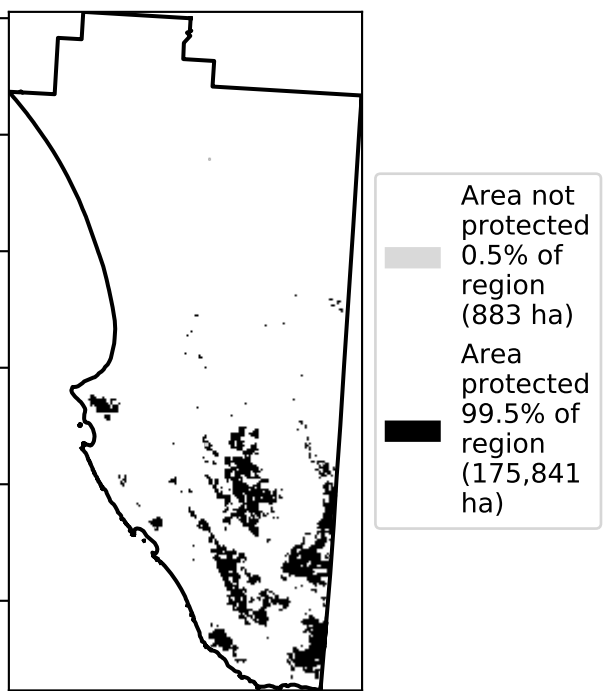 Area not
protected
0.5% of
region
(883 ha)
Area
protected
99.5% of
region
(175,841
ha)